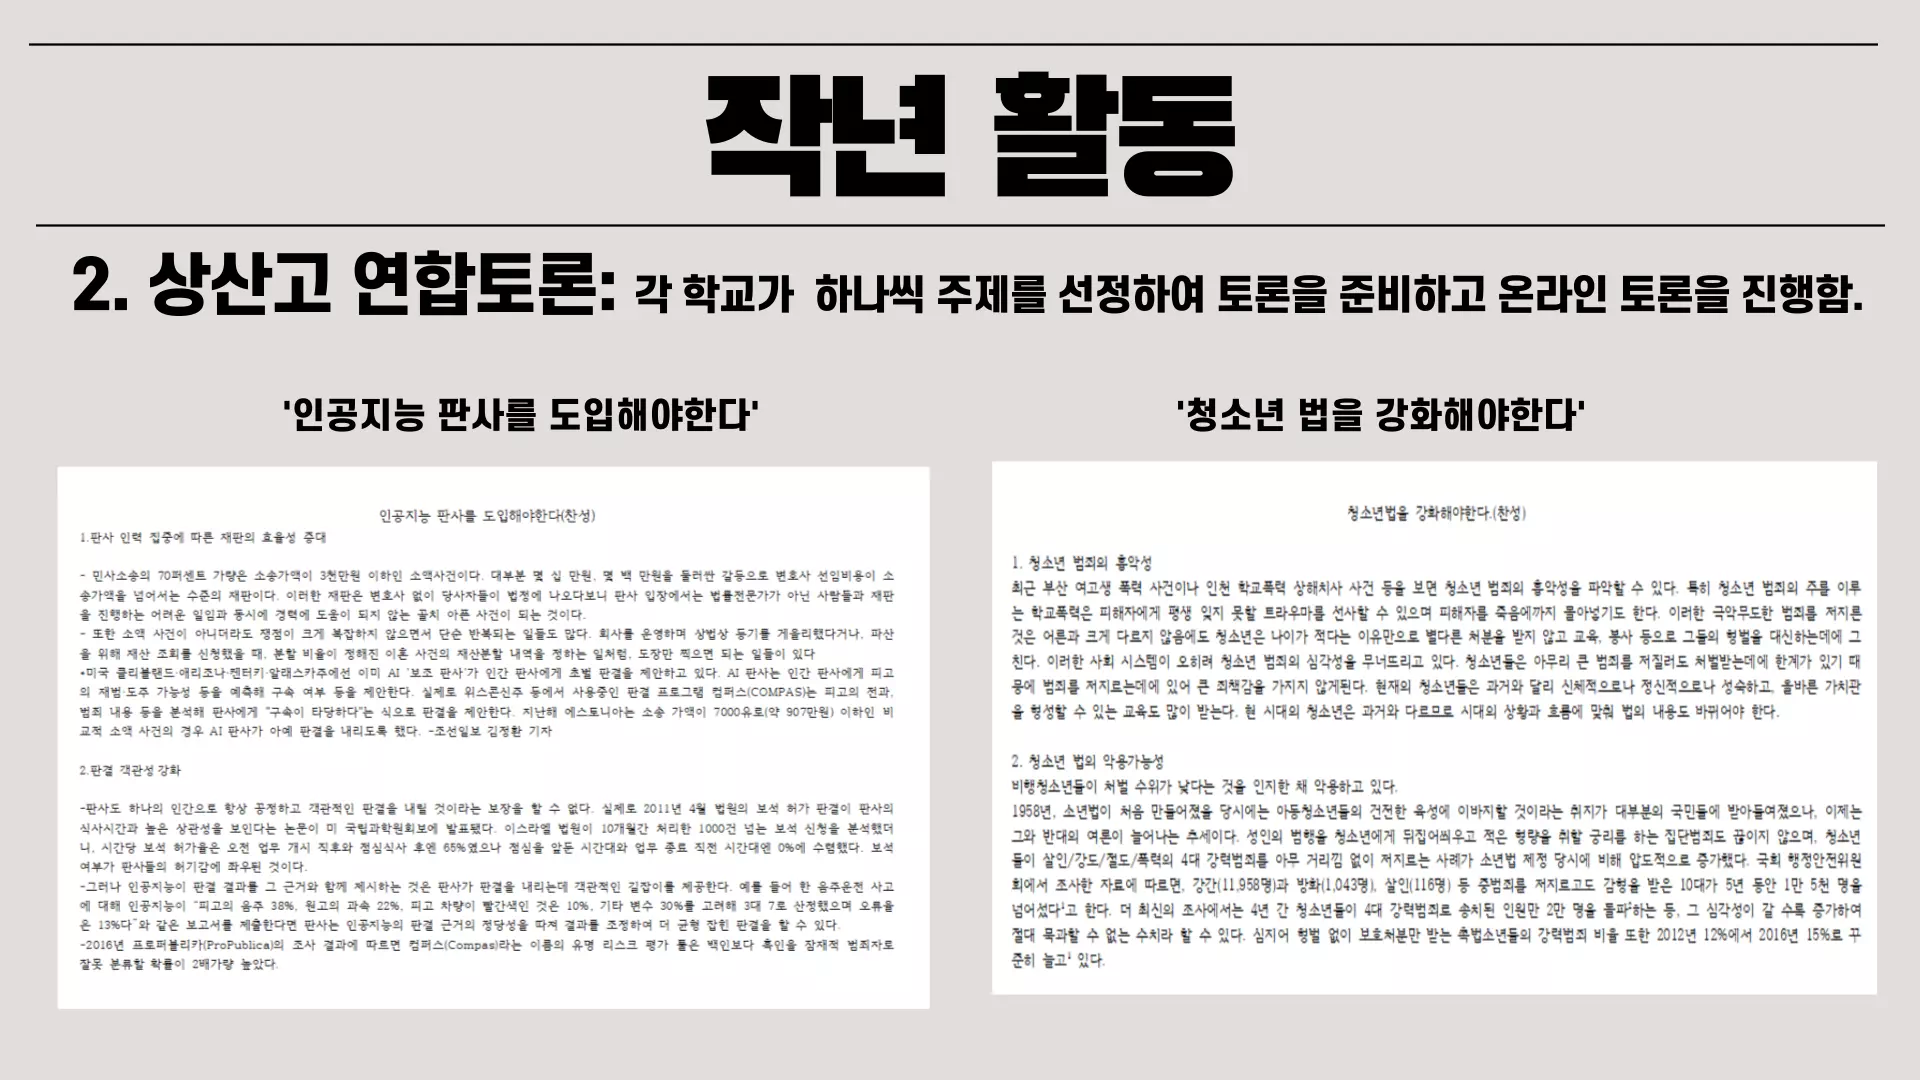 작년 활동
2. 상산고 연합토론: 각 학교가 하나씩 주제를 선정하여 토론을 준비하고 온라인 토론을 진행함.
'인공지능 판사를 도입해야한다'
인공지능 판사를 도입해야한다(찬성)
1.판사 인력 집중에 따른 재판의 효율성 증대
- 민사소송의 70퍼센트 가량은 소송가액이 3천만원 이하인 소액사건이다. 대부분 몇 십 만원, 몇 백 만원을 둘러싼 갈등으로 변호사 선임비용이 소
송가액을 넘어서는 수준의 재판이다. 이러한 재판은 변호사 없이 당사자들이 법정에 나오다보니 판사 입장에서는 법률전문가가 아닌 사람들과 재판
을 진행하는 어려운 일임과 동시에 경력에 도움이 되지 않는 골치 아픈 사건이 되는 것이다.
- 또한 소액 사건이 아니더라도 쟁점이 크게 복잡하지 않으면서 단순 반복되는 일들도 많다. 회사를 운영하며 상법상 등기를 게을리했다거나, 파산
을 위해 재산 조회를 신청했을 때, 분할 비율이 정해진 이혼 사건의 재산분할 내역을 정하는 일처럼, 도장만 찍으면 되는 일들이 있다
*미국 클리블랜드·애리조나·켄터키·알래스카주에선 이미 AI '보조 판사'가 인간 판사에게 초벌 판결을 제안하고 있다. AI 판사는 인간 판사에게 피고
의 재범·도주 가능성 등을 예측해 구속 여부 등을 제안한다. 실제로 위스콘신주 등에서 사용중인 판결 프로그램 컴퍼스(COMPAS)는 피고의 전과,
범죄 내용 등을 분석해 판사에게 "구속이 타당하다"는 식으로 판결을 제안한다. 지난해 에스토니아는 소송 가액이 7000유로(약 907만원) 이하인 비
교적 소액 사건의 경우 AI 판사가 아예 판결을 내리도록 했다. -조선일보 김정환 기자
2.판결 객관성 강화
-판사도 하나의 인간으로 항상 공정하고 객관적인 판결을 내릴 것이라는 보장을 할 수 없다. 실제로 2011년 4월 법원의 보석 허가 판결이 판사의
식사시간과 높은 상관성을 보인다는 논문이 미 국립과학원회보에 발표됐다. 이스라엘 법원이 10개월간 처리한 1000건 넘는 보석 신청을 분석했더
니, 시간당 보석 허가율은 오전 업무 개시 직후와 점심식사 후엔 65%였으나 점심을 앞둔 시간대와 업무 종료 직전 시간대엔 0%에 수렴했다. 보석
여부가 판사들의 허기감에 좌우된 것이다.
-그러나 인공지능이 판결 결과를 그 근거와 함께 제시하는 것은 판사가 판결을 내리는데 객관적인 길잡이를 제공한다. 예를 들어 한 음주운전 사고
에 대해 인공지능이 "피고의 음주 38%, 원고의 과속 22%, 피고 차량이 빨간색인 것은 10%, 기타 변수 30%를 고려해 3대 7로 산정했으며 오류율
은 13%다"와 같은 보고서를 제출한다면 판사는 인공지능의 판결 근거의 정당성을 따져 결과를 조정하여 더 균형 잡힌 판결을 할 수 있다.
-2016년 프로퍼블리카(ProPublica)의 조사 결과에 따르면 컴퍼스(Compas)라는 이름의 유명 리스크 평가 툴은 백인보다 흑인을 잠재적 범죄자로
잘못 분류할 확률이 2배가량 높았다.
'청소년 법을 강화해야한다'
청소년법을 강화해야한다.(찬성)
1. 청소년 범죄의 흉악성
최근 부산 여고생 폭력 사건이나 인천 학교폭력 상해치사 사건 등을 보면 청소년 범죄의 흉악성을 파악할 수 있다. 특히 청소년 범죄의 주를 이루
는 학교폭력은 피해자에게 평생 잊지 못할 트라우마를 선사할 수 있으며 피해자를 죽음에까지 몰아넣기도 한다. 이러한 극악무도한 범죄를 저지른
것은 어른과 크게 다르지 않음에도 청소년은 나이가 적다는 이유만으로 별다른 처분을 받지 않고 교육, 봉사 등으로 그들의 형벌을 대신하는데에 그
친다. 이러한 사회 시스템이 오히려 청소년 범죄의 심각성을 무너뜨리고 있다. 청소년들은 아무리 큰 범죄를 저질러도 처벌받는데에 한계가 있기 때
문에 범죄를 저지르는데에 있어 큰 죄책감을 가지지 않게된다. 현재의 청소년들은 과거와 달리 신체적으로나 정신적으로나 성숙하고, 올바른 가치관
을 형성할 수 있는 교육도 많이 받는다. 현 시대의 청소년은 과거와 다르므로 시대의 상황과 흐름에 맞춰 법의 내용도 바뀌어야 한다.
2. 청소년 법의 악용가능성
비행청소년들이 처벌 수위가 낮다는 것을 인지한 채 악용하고 있다.
1958년, 소년법이 처음 만들어졌을 당시에는 아동청소년들의 건전한 육성에 이바지할 것이라는 취지가 대부분의 국민들에 받아들여졌으나, 이제는
그와 반대의 여론이 늘어나는 추세이다. 성인의 범행을 청소년에게 뒤집어씌우고 적은 형량을 취할 궁리를 하는 집단범죄도 끊이지 않으며, 청소년
들이 살인/강도/절도/폭력의 4대 강력범죄를 아무 거리낌 없이 저지르는 사례가 소년법 제정 당시에 비해 압도적으로 증가했다. 국회 행정안전위원
회에서 조사한 자료에 따르면, 강간(11,958명)과 방화(1,043명), 살인(116명) 등 중범죄를 저지르고도 감형을 받은 10대가 5년 동안 1만 5천 명을
넘어섰다¹고 한다. 더 최신의 조사에서는 4년 간 청소년들이 4대 강력범죄로 송치된 인원만 2만 명을 돌파²하는 등, 그 심각성이 갈 수록 증가하여
절대 묵과할 수 없는 수치라 할 수 있다. 심지어 형벌 없이 보호처분만 받는 촉법소년들의 강력범죄 비율 또한 2012년 12%에서 2016년 15%로 꾸
준히 늘고³ 있다.